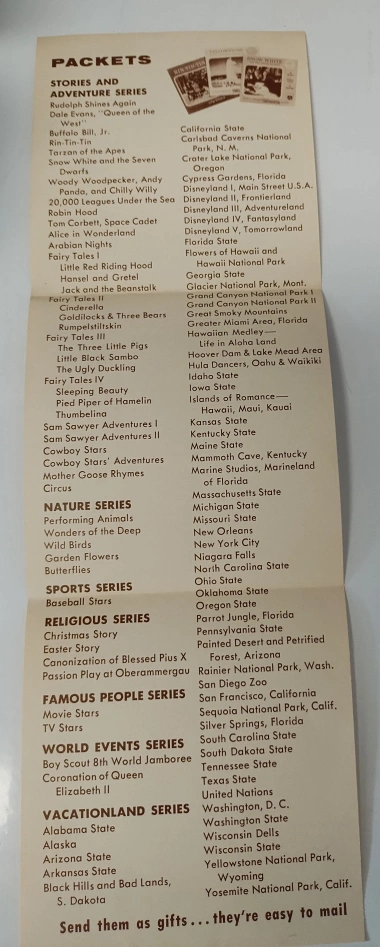 PACKETS
STORIES AND
ADVENTURE SERIES
Rudolph Shines Again
Dale Evans, "Queen of the
West"
Buffalo Bill, Jr.
Rin-Tin-Tin
Tarzan of the Apes
Snow White and the Seven
Dwarfs
Woody Woodpecker, Andy
Panda, and Chilly Willy
20,000 Leagues Under the Sea
Robin Hood
Tom Corbett, Space Cadet
Alice in Wonderland
Arabian Nights
Fairy Tales I
Little Red Riding Hood
Hansel and Gretel
Jack and the Beanstalk
Fairy Tales II
Cinderella
Goldilocks & Three Bears
Rumpelstiltskin
Fairy Tales III
The Three Little Pigs
Little Black Sambo
The Ugly Duckling
Fairy Tales IV
Sleeping Beauty
Pied Piper of Hamelin
Thumbelina
Sam Sawyer Adventures I
Sam Sawyer Adventures II
Cowboy Stars
Cowboy Stars' Adventures
Mother Goose Rhymes
Circus
NATURE SERIES
Performing Animals
Wonders of the Deep
Wild Birds
Garden Flowers
Butterflies
SPORTS SERIES
Baseball Stars
RELIGIOUS SERIES
Christmas Story
Easter Story
Canonization of Blessed Pius X
Passion Play at Oberammergau
FAMOUS PEOPLE SERIES
Movie Stars
TV Stars
WORLD EVENTS SERIES
Boy Scout 8th World Jamboree
Coronation of Queen
Elizabeth II
VACATIONLAND SERIES
Alabama State
Alaska
Arizona State
Arkansas State
Black Hills and Bad Lands,
S. Dakota
California State
Carlsbad Caverns National
Park, N. M.
Crater Lake National Park,
Oregon
Cypress Gardens, Florida
Disneyland I, Main Street U.S.A.
Disneyland II, Frontierland
Disneyland III, Adventureland
Disneyland IV, Fantasyland
Disneyland V, Tomorrowland
Florida State
Flowers of Hawaii and
Hawaii National Park
Georgia State
Glacier National Park, Mont.
Grand Canyon National Park I
Grand Canyon National Park II
Great Smoky Mountains
Greater Miami Area, Florida
Hawaiian Medley—
Life in Aloha Land
Hoover Dam & Lake Mead Area
Hula Dancers, Oahu & Waikiki
Idaho State
Iowa State
Islands of Romance—
Hawaii, Maui, Kauai
Kansas State
Kentucky State
Maine State
Mammoth Cave, Kentucky
Marine Studios, Marineland
of Florida
Massachusetts State
Michigan State
Missouri State
New Orleans
New York City
Niagara Falls
North Carolina State
Ohio State
Oklahoma State
Oregon State
Parrot Jungle, Florida
Pennsylvania State
Painted Desert and Petrified
Forest, Arizona
Rainier National Park, Wash.
San Diego Zoo
San Francisco, California
Sequoia National Park, Calif.
Silver Springs, Florida
South Carolina State
South Dakota State
Tennessee State
Texas State
United Nations
Washington, D. C.
Washington State
Wisconsin Dells
Wisconsin State
Yellowstone National Park,
Wyoming
Yosemite National Park, Calif.
Send them as gifts...they're easy to mail